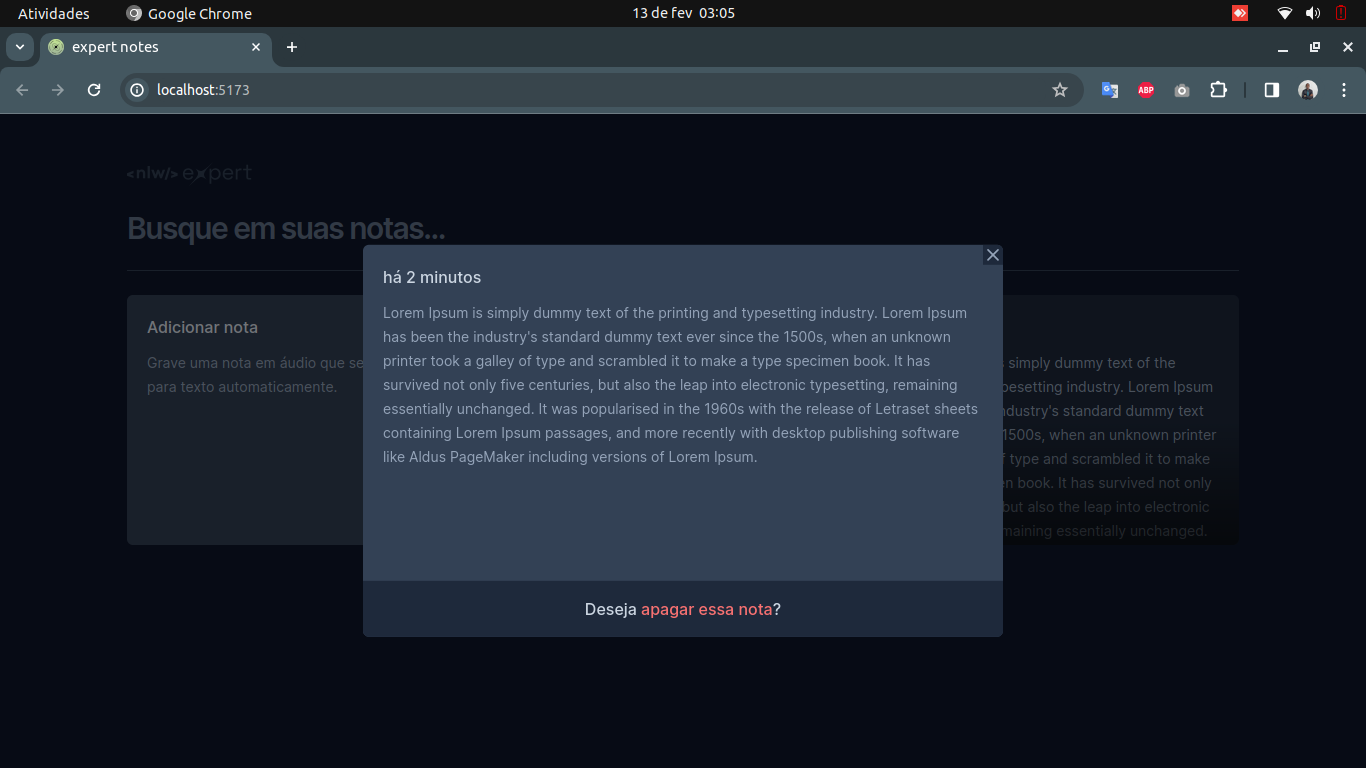 Atividades
Google Chrome
13 de fev 03:05
expert notes
localhost:5173
ABP
<nlw/> expert
Busque em suas notas...
há 2 minutos
Lorem Ipsum is simply dummy text of the printing and typesetting industry. Lorem Ipsum
has been the industry's standard dummy text ever since the 1500s, when an unknown
printer took a galley of type and scrambled it to make a type specimen book. It has
survived not only five centuries, but also the leap into electronic typesetting, remaining
essentially unchanged. It was popularised in the 1960s with the release of Letraset sheets
containing Lorem Ipsum passages, and more recently with desktop publishing software
like Aldus PageMaker including versions of Lorem Ipsum.
Deseja apagar essa nota?
Adicionar nota
Grave uma nota em áudio que se
para texto automaticamente.
simply dummy text of the
pesetting industry. Lorem Ipsum
ndustry's standard dummy text
1500s, when an unknown printer
f type and scrambled it to make
en book. It has survived not only
but also the leap into electronic
maining essentially unchanged.